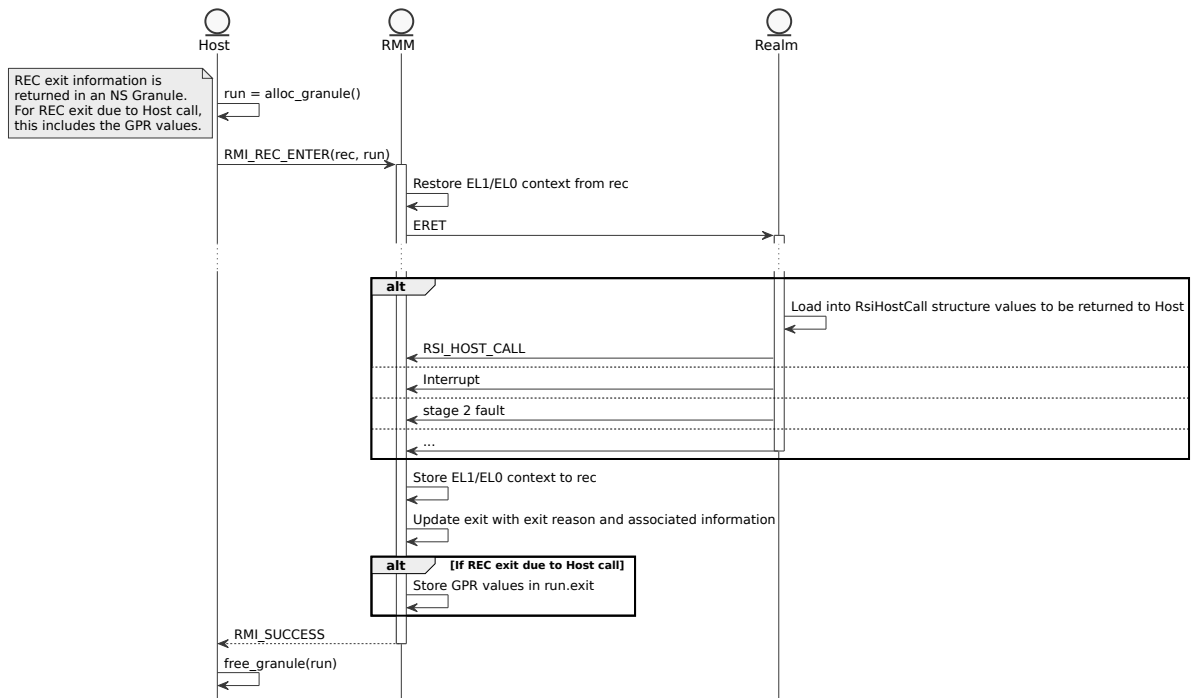 Host
RMM
Realm
REC exit information is
returned in an NS Granule.
For REC exit due to Host call,
this includes the GPR values.
run = alloc_granule()
RMI_REC_ENTER(rec, run)
Restore EL1/EL0 context from rec
ERET
alt
Load into RsiHostCall structure values to be returned to Host
RSI_HOST_CALL
Interrupt
stage 2 fault
...
Store EL1/EL0 context to rec
Update exit with exit reason and associated information
alt [If REC exit due to Host call]
Store GPR values in run.exit
RMI_SUCCESS
free_granule(run)